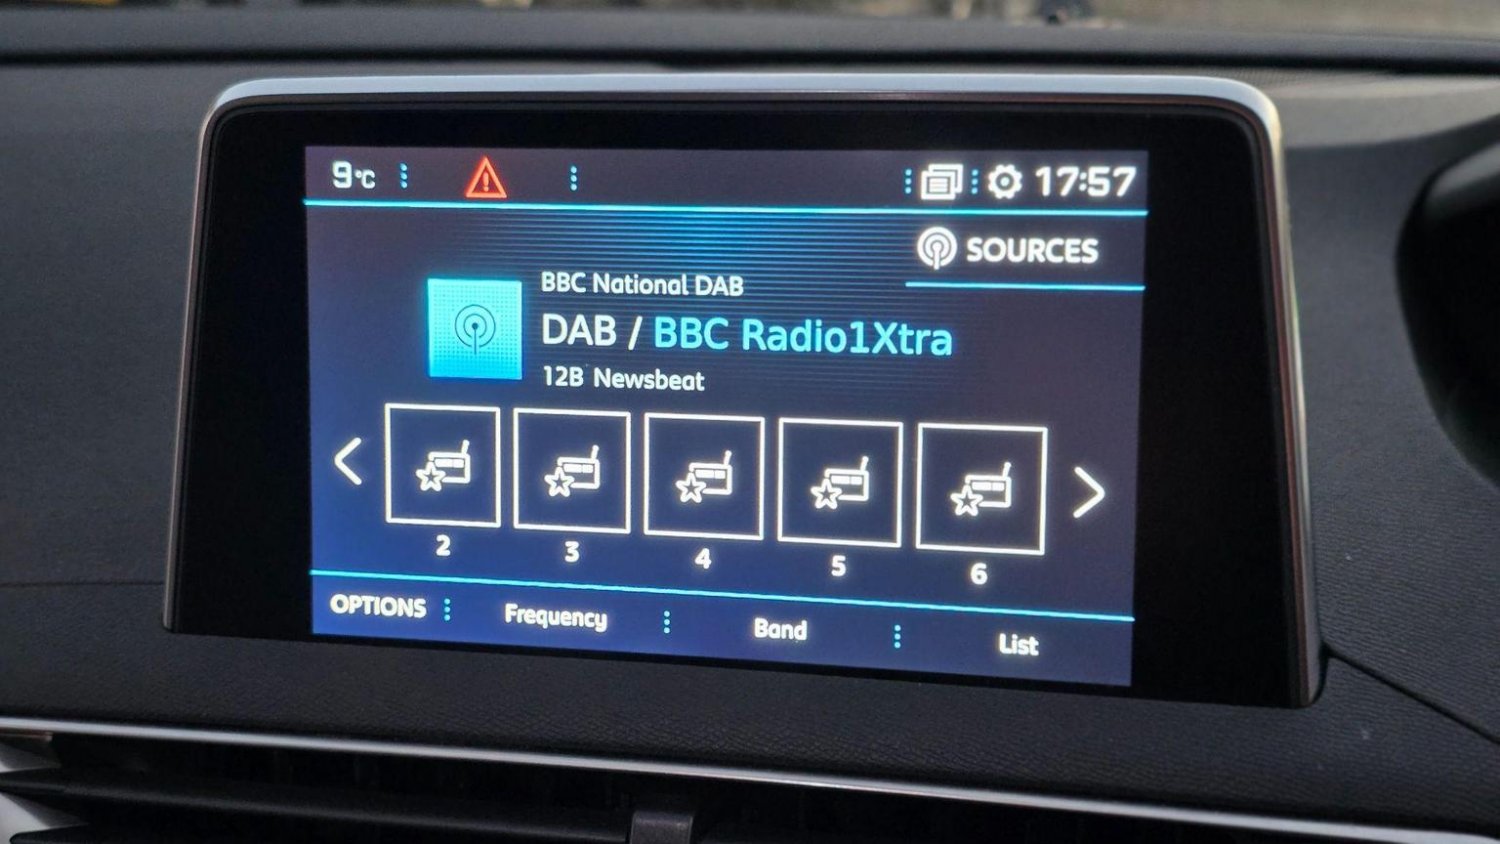 9°C
17:57
SOURCES
BBC National DAB
DAB / BBC Radio1Xtra
12B Newsbeat
2 3 4 5 6
OPTIONS Frequency Band List